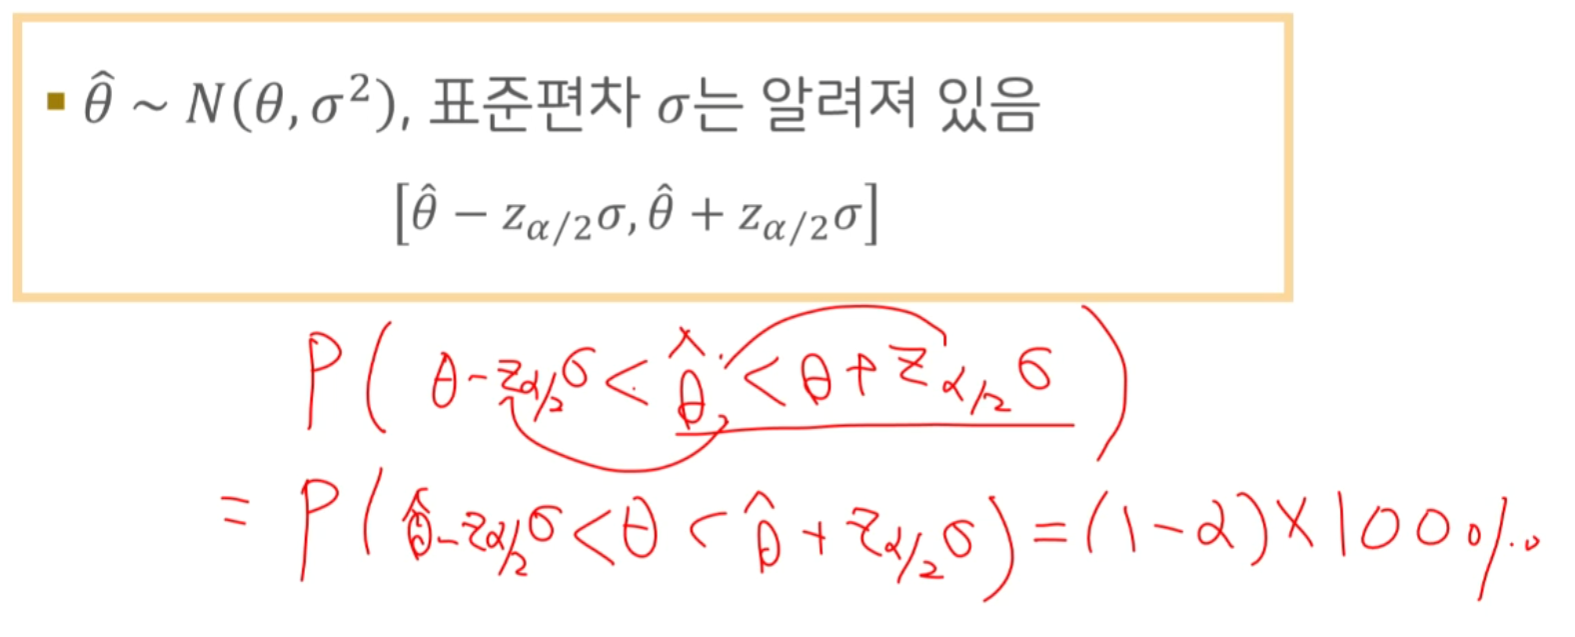 ▪ θ̂ ~ N(θ, σ²), 표준편차 σ는 알려져 있음
[θ̂ − z_{α/2}σ, θ̂ + z_{α/2}σ]
P( θ − z_{α/2}σ < θ̂ < θ + z_{α/2}σ )
= P( θ̂ − z_{α/2}σ < θ < θ̂ + z_{α/2}σ ) = (1−α)×100%